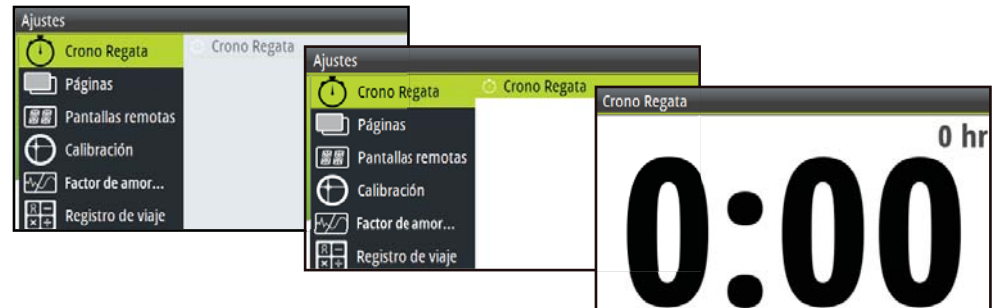 Ajustes
Crono Regata
Crono Regata
Páginas
Pantallas remotas
Calibración
Factor de amor...
Registro de viaje
Ajustes
Crono Regata
Crono Regata
Páginas
Pantallas remotas
Calibración
Factor de amor...
Registro de viaje
Crono Regata
0 hr
0:00